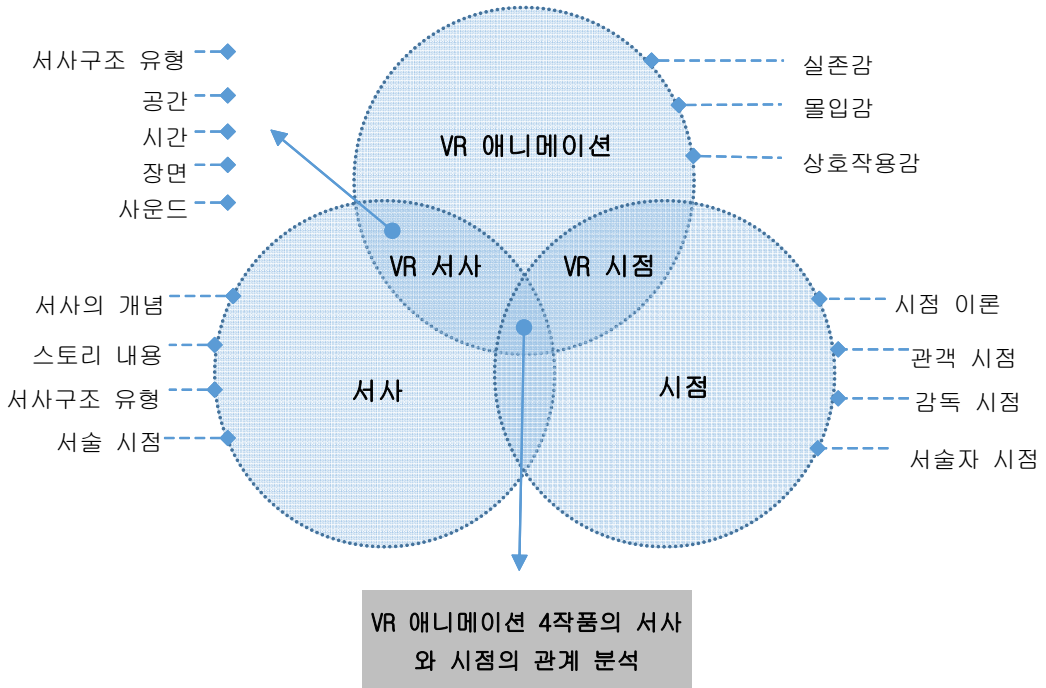 서사구조 유형
공간
시간
장면
사운드
실존감
몰입감
상호작용감
VR 애니메이션
VR 서사
VR 시점
서사의 개념
스토리 내용
서사구조 유형
서술 시점
서사
시점
시점 이론
관객 시점
감독 시점
서술자 시점
VR 애니메이션 4작품의 서사
와 시점의 관계 분석